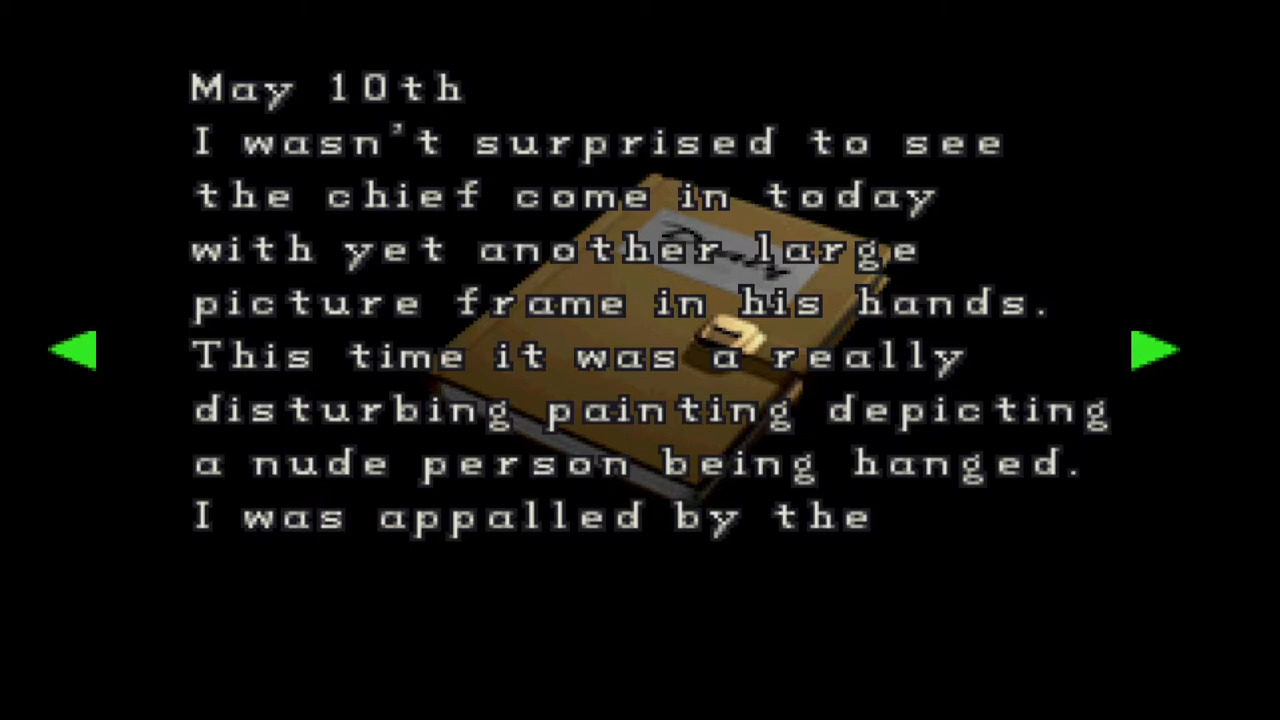 May 10th
I wasn't surprised to see
the chief come in today
with yet another large
picture frame in his hands.
This time it was a really
disturbing painting depicting
a nude person being hanged.
I was appalled by the
Diary